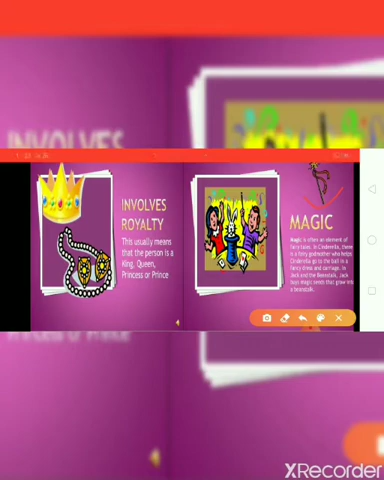 INVOLVES
ROYALTY
This usually means
that the person is a
King, Queen,
Princess or Prince
MAGIC
Magic is often an element of
fairy tales. In Cinderella, there
is a fairy godmother who helps
Cinderella go to the ball in a
fancy dress and carriage. In
Jack and the Beanstalk, Jack
has magic seeds that grow into
a beanstalk.
XRecorder